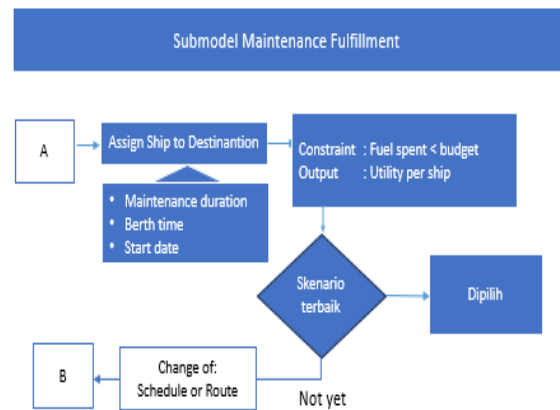 Submodel Maintenance Fulfillment
A
Assign Ship to Destinantion
Constraint : Fuel spent < budget
Output : Utility per ship
• Maintenance duration
• Berth time
• Start date
Skenario
terbaik
Dipilih
B
Change of:
Schedule or Route
Not yet